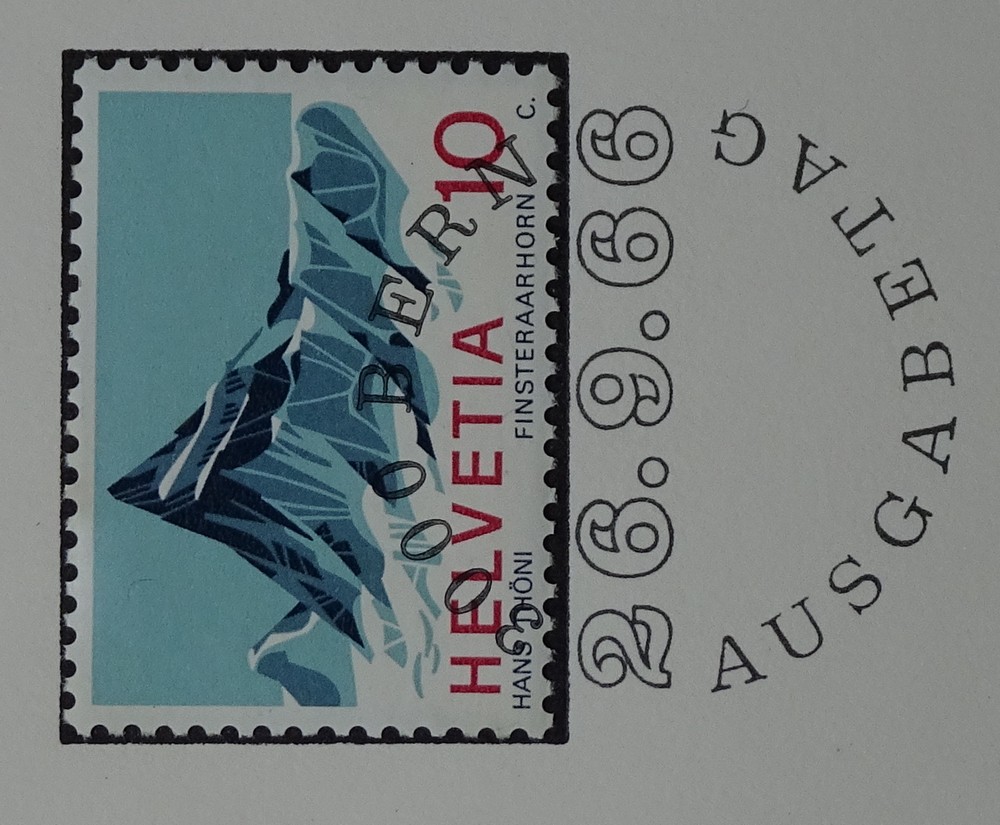 3000 BERN
HELVETIA 10
HANS THÖNI FINSTERAARHORN C.
26.9.66
AUSGABETAG